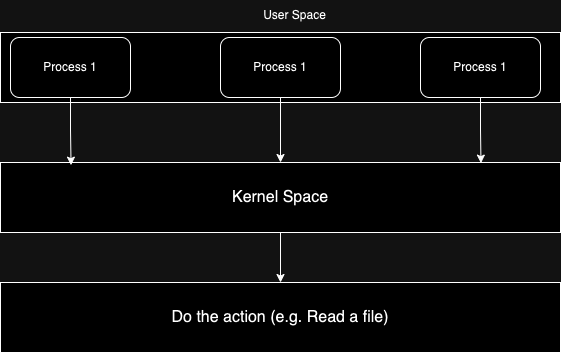 User Space
Process 1
Process 1
Process 1
Kernel Space
Do the action (e.g. Read a file)